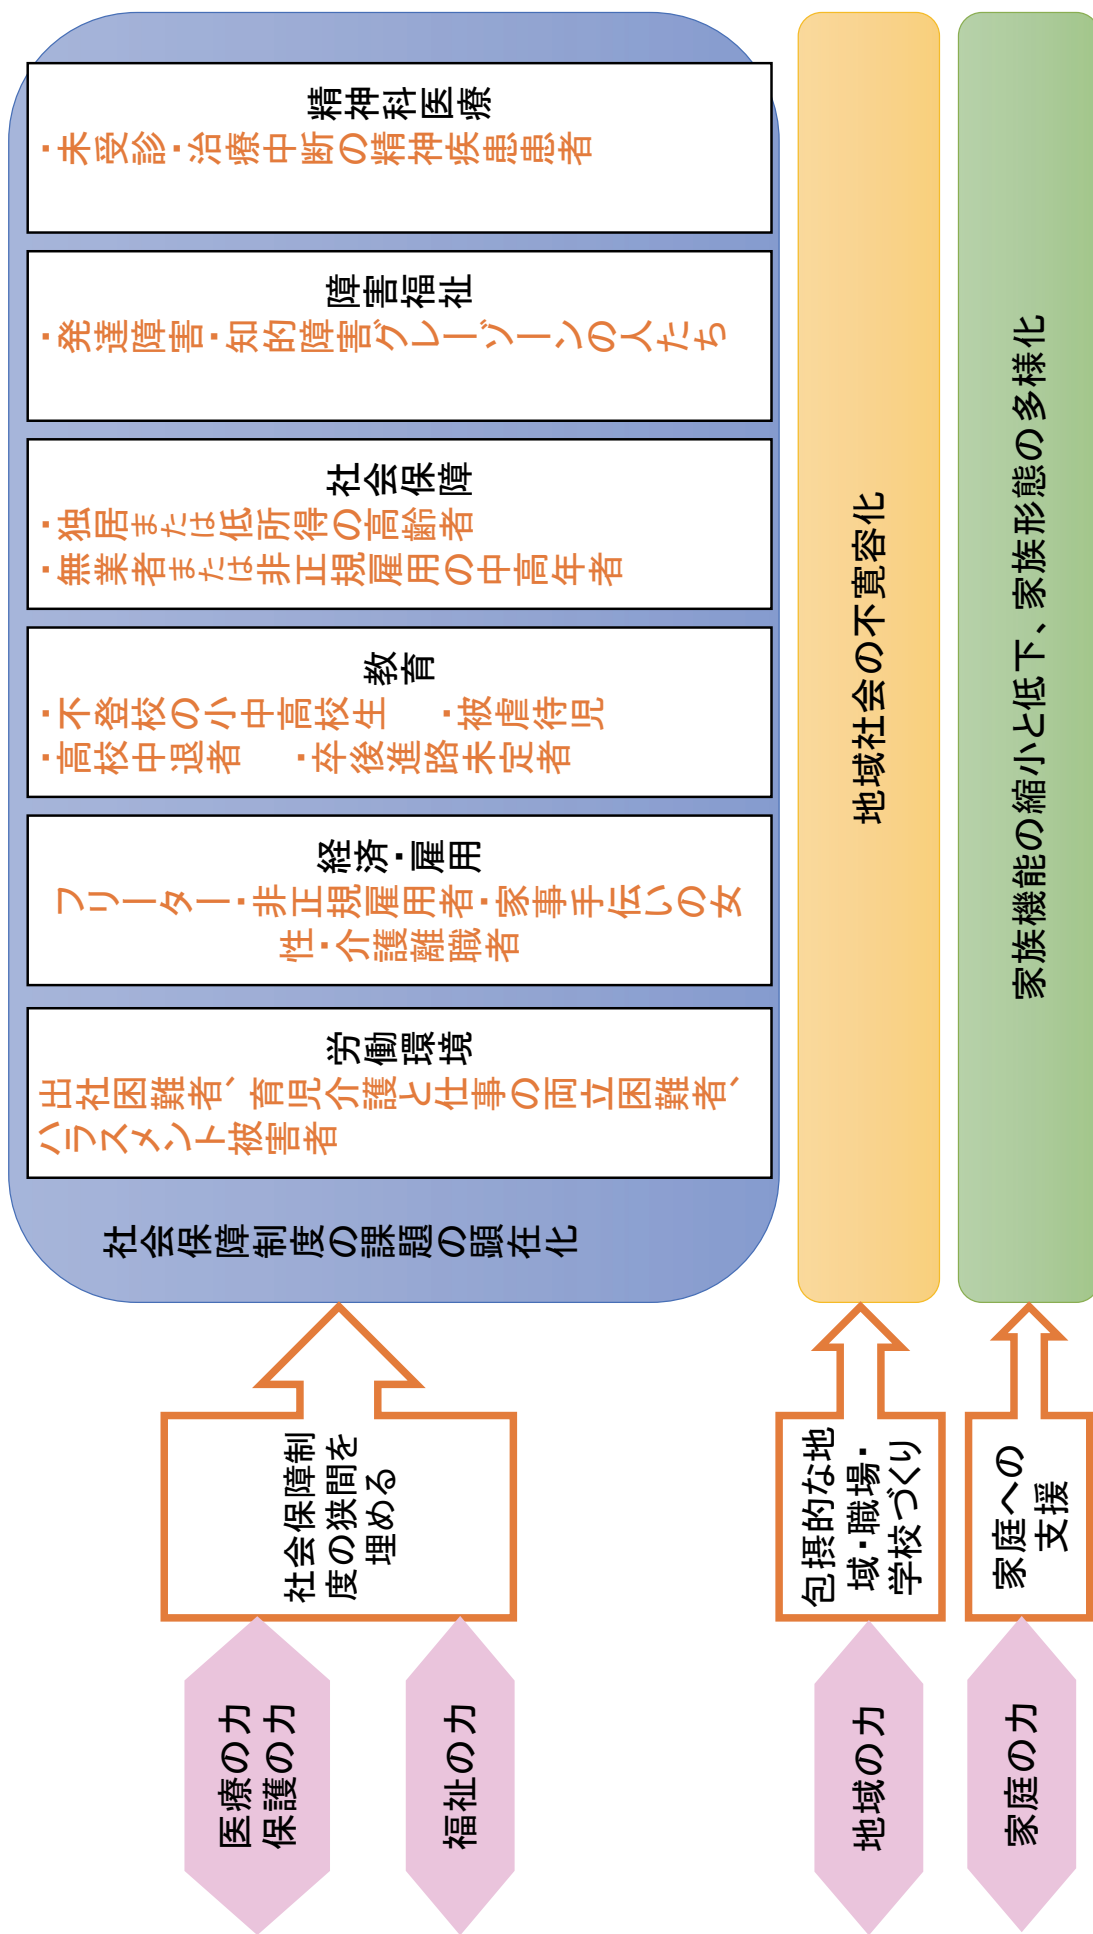 医療の力
保護の力
福祉の力
社会保障制
度の狭間を
埋める
社会保障制度の課題の顕在化
労働環境
出社困難者、育児介護と仕事の両立困難者、
ハラスメント被害者
経済・雇用
フリーター・非正規雇用者・家事手伝いの女
性・介護離職者
教育
・不登校の小中高校生　・被虐待児
・高校中退者　・卒後進路未定者
社会保障
・独居または低所得の高齢者
・無業者または非正規雇用の中高年者
障害福祉
・発達障害・知的障害グレーゾーンの人たち
精神科医療
・未受診・治療中断の精神疾患患者
地域の力
包摂的な地
域・職場・
学校づくり
地域社会の不寛容化
家庭の力
家庭への
支援
家族機能の縮小と低下、家族形態の多様化